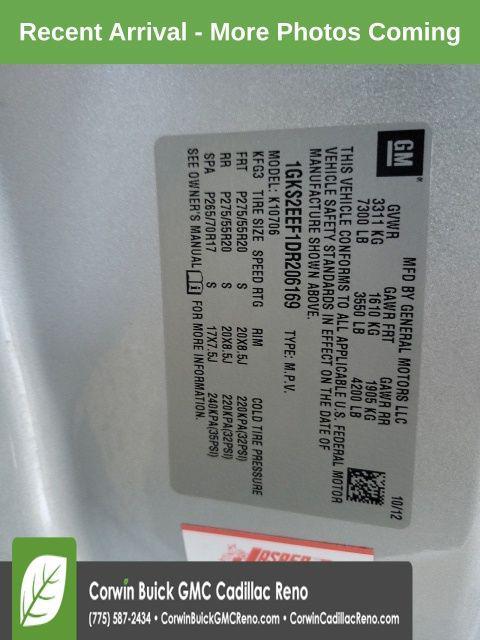 Recent Arrival - More Photos Coming
GM
MFD BY GENERAL MOTORS LLC 10/12
GVWR GAWR FRT GAWR RR
3311 KG 1610 KG 1905 KG
7300 LB 3550 LB 4200 LB
THIS VEHICLE CONFORMS TO ALL APPLICABLE U.S. FEDERAL MOTOR
VEHICLE SAFETY STANDARDS IN EFFECT ON THE DATE OF
MANUFACTURE SHOWN ABOVE.
1GKS2EEF1DR206169 TYPE: M.P.V.
MODEL: K10706
KFG3 TIRE SIZE SPEED RTG RIM COLD TIRE PRESSURE
FRT P275/55R20 S 20X8.5J 220KPA(32PSI)
RR P275/55R20 S 20X8.5J 220KPA(32PSI)
SPA P265/70R17 S 17X7.5J 240KPA(35PSI)
SEE OWNER'S MANUAL FOR MORE INFORMATION.
Corwin Buick GMC Cadillac Reno
(775) 587-2434 • CorwinBuickGMCReno.com • CorwinCadillacReno.com